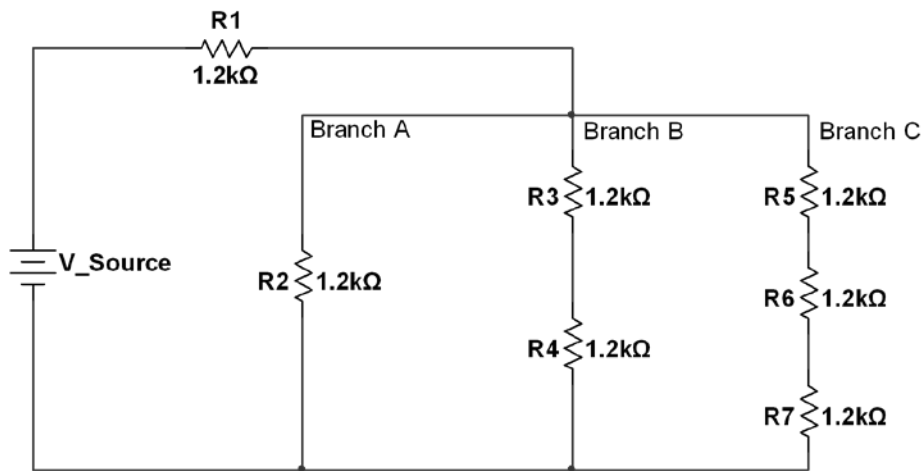 R1
1.2kΩ
Branch A
Branch B
Branch C
R3 1.2kΩ
R5 1.2kΩ
V_Source
R2 1.2kΩ
R6 1.2kΩ
R4 1.2kΩ
R7 1.2kΩ